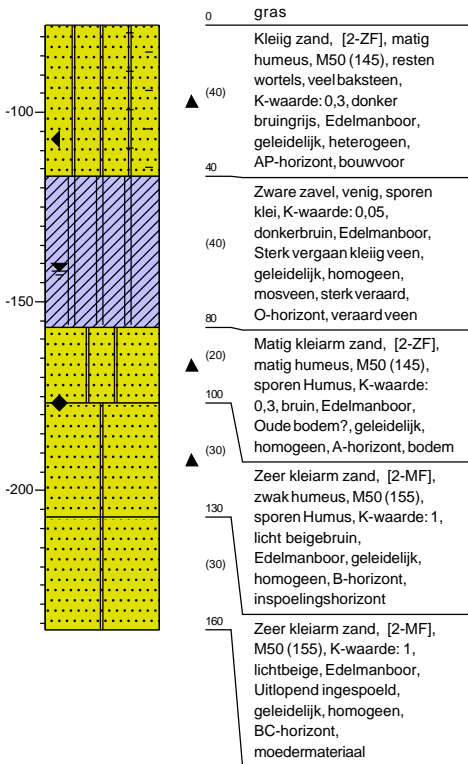 0 gras
Kleiig zand, [2-ZF], matig
humeus, M50 (145), resten
wortels, veel baksteen,
(40)
K-waarde: 0,3, donker
-100
bruingrijs, Edelmanboor,
geleidelijk, heterogeen,
AP-horizont, bouwvoor
40
Zware zavel, venig, sporen
klei, K-waarde: 0,05,
donkerbruin, Edelmanboor,
(40)
Sterk vergaan kleiig veen,
geleidelijk, homogeen,
mosveen, sterk veraard,
-150
O-horizont, veraard veen
80
Matig kleiarm zand, [2-ZF],
(20)
matig humeus, M50 (145),
sporen Humus, K-waarde:
100
0,3, bruin, Edelmanboor,
Oude bodem?, geleidelijk,
(30)
homogeen, A-horizont, bodem
Zeer kleiarm zand, [2-MF],
-200
zwak humeus, M50 (155),
130
sporen Humus, K-waarde: 1,
licht beigebruin,
(30)
Edelmanboor, geleidelijk,
homogeen, B-horizont,
inspoelingshorizont
160
Zeer kleiarm zand, [2-MF],
M50 (155), K-waarde: 1,
lichtbeige, Edelmanboor,
Uitlopend ingespoeld,
geleidelijk, homogeen,
BC-horizont,
moedermateriaal